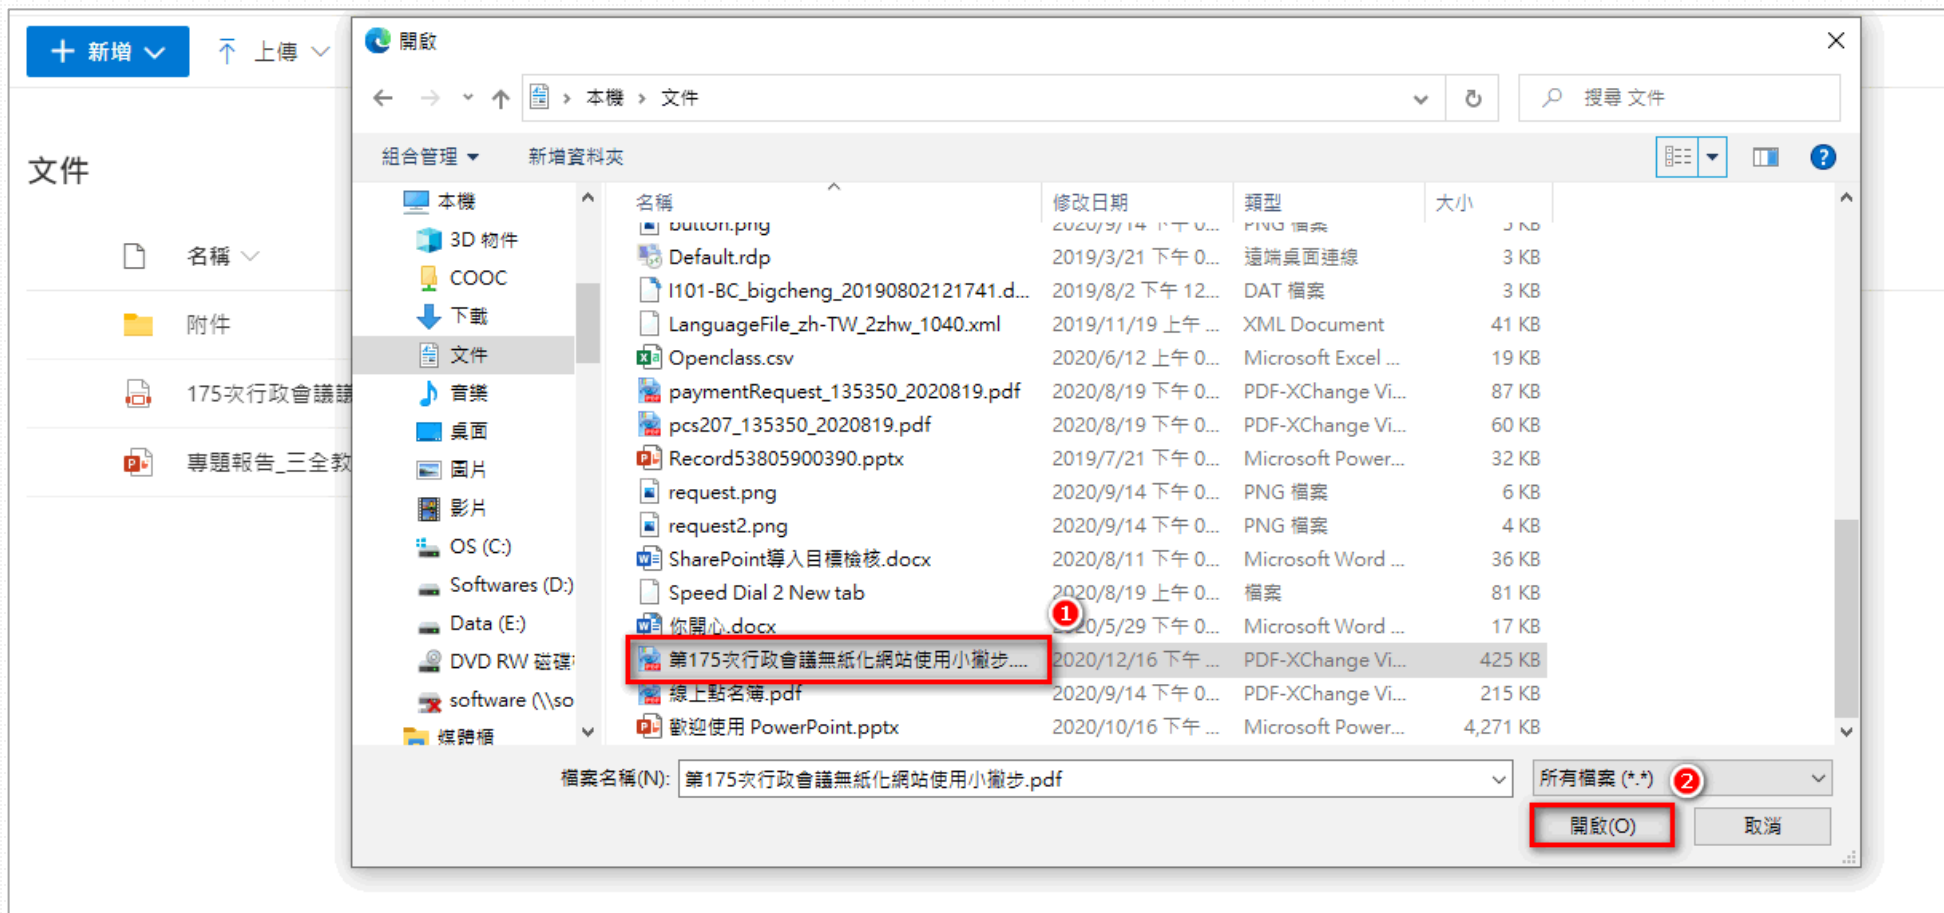 新增
上傳
文件
名稱
附件
175次行政會議議
專題報告_三全教
開啟
本機 › 文件
搜尋 文件
組合管理
新增資料夾
本機
3D 物件
COOC
下載
文件
音樂
桌面
圖片
影片
OS (C:)
Softwares (D:)
Data (E:)
DVD RW 磁碟
software (\\so
媒體櫃
名稱 修改日期 類型 大小
button.png 2020/9/14 下午 0... PNG 檔案 5 KB
Default.rdp 2019/3/21 下午 0... 遠端桌面連線 3 KB
I101-BC_bigcheng_20190802121741.d... 2019/8/2 下午 12... DAT 檔案 3 KB
LanguageFile_zh-TW_2zhw_1040.xml 2019/11/19 上午 ... XML Document 41 KB
Openclass.csv 2020/6/12 上午 0... Microsoft Excel ... 19 KB
paymentRequest_135350_2020819.pdf 2020/8/19 下午 0... PDF-XChange Vi... 87 KB
pcs207_135350_2020819.pdf 2020/8/19 下午 0... PDF-XChange Vi... 60 KB
Record53805900390.pptx 2019/7/21 下午 0... Microsoft Power... 32 KB
request.png 2020/9/14 下午 0... PNG 檔案 6 KB
request2.png 2020/9/14 下午 0... PNG 檔案 4 KB
SharePoint導入目標檢核.docx 2020/8/11 下午 0... Microsoft Word ... 36 KB
Speed Dial 2 New tab 2020/8/19 上午 0... 檔案 81 KB
1
你開心.docx 2020/5/29 下午 0... Microsoft Word ... 17 KB
第175次行政會議無紙化網站使用小撇步.... 2020/12/16 下午 ... PDF-XChange Vi... 425 KB
線上點名簿.pdf 2020/9/14 下午 0... PDF-XChange Vi... 215 KB
歡迎使用 PowerPoint.pptx 2020/10/16 下午 ... Microsoft Power... 4,271 KB
檔案名稱(N): 第175次行政會議無紙化網站使用小撇步.pdf
所有檔案 (*.*)
2
開啟(O)
取消